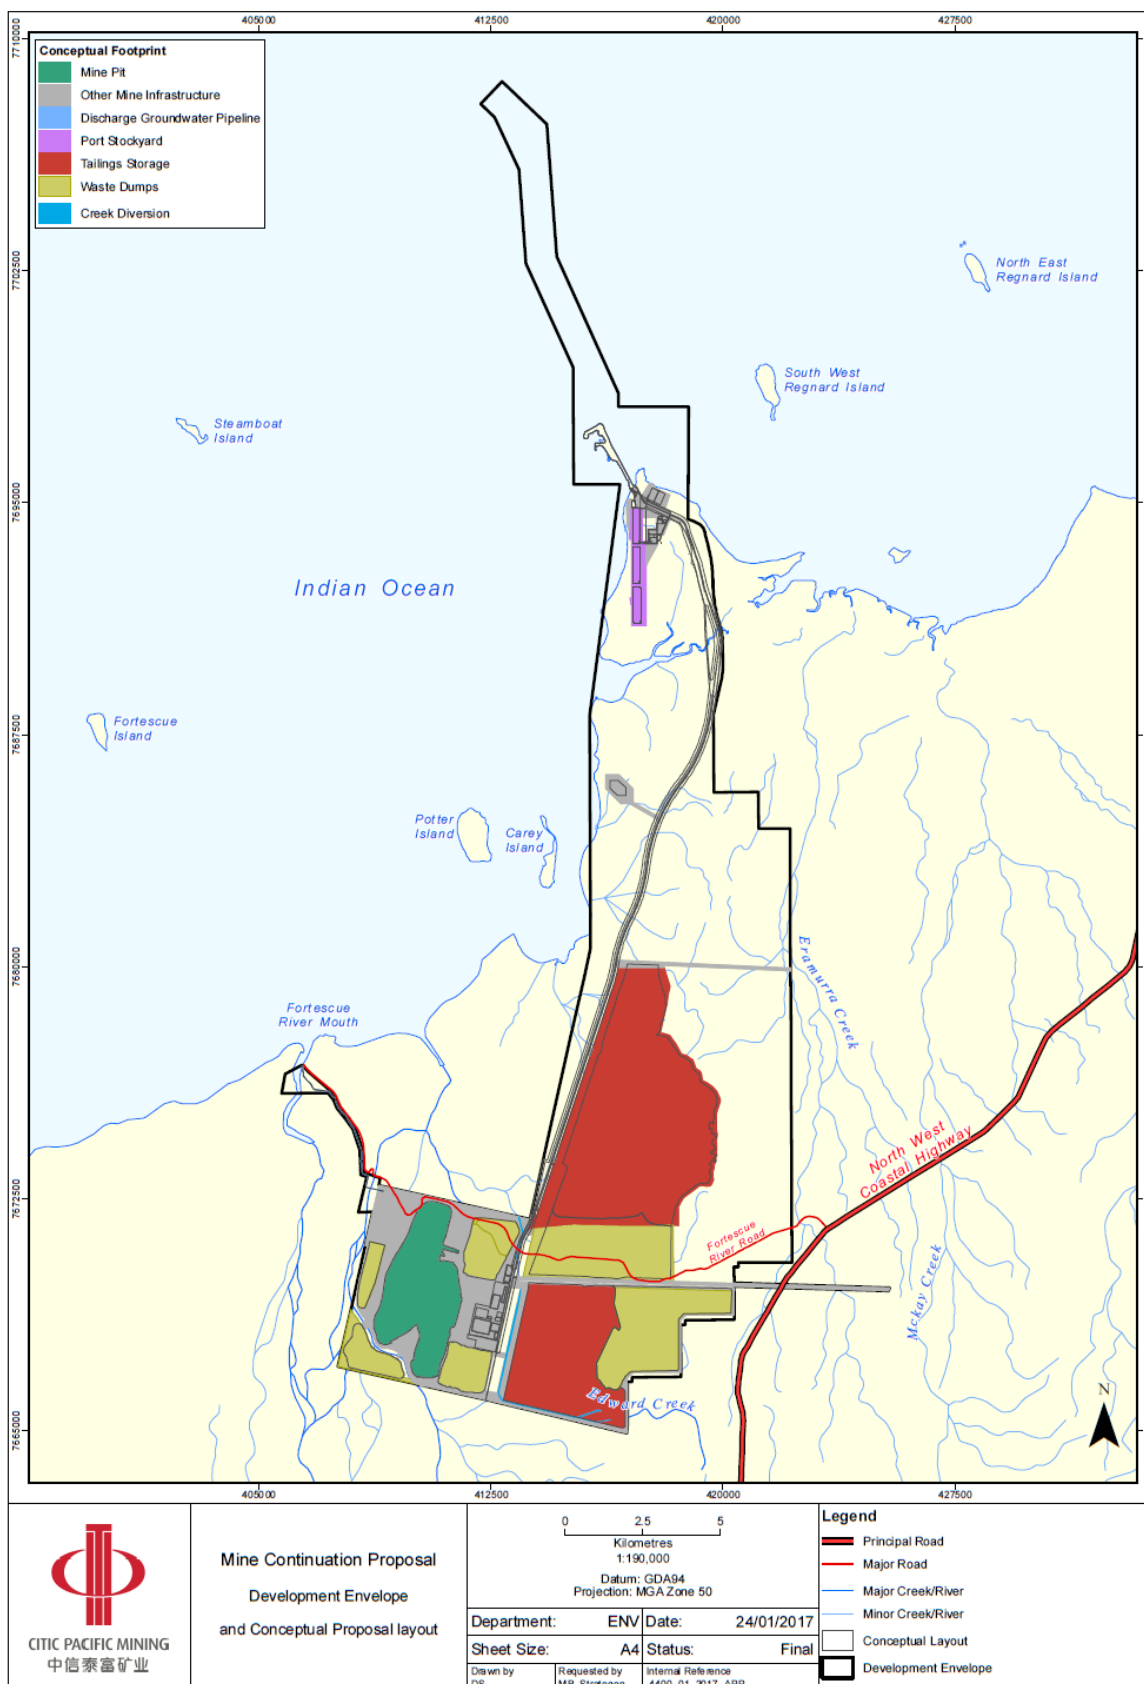 405000 412500 420000 427500
7710000
7702500
7695000
7687500
7680000
7672500
7665000
Conceptual Footprint
Mine Pit
Other Mine Infrastructure
Discharge Groundwater Pipeline
Port Stockyard
Tailings Storage
Waste Dumps
Creek Diversion
North East
Regnard Island
South West
Regnard Island
Steamboat
Island
Indian Ocean
Fortescue
Island
Potter
Island
Carey
Island
Eramurra Creek
Fortescue
River Mouth
North West
Coastal Highway
Fortescue
River Road
Mckay Creek
Edward Creek
N
405000 412500 420000 427500
CITIC PACIFIC MINING
中信泰富矿业
Mine Continuation Proposal
Development Envelope
and Conceptual Proposal layout
0 2.5 5
Kilometres
1:190,000
Datum: GDA94
Projection: MGA Zone 50
Department: ENV Date: 24/01/2017
Sheet Size: A4 Status: Final
Drawn by Requested by Internal Reference
Legend
Principal Road
Major Road
Major Creek/River
Minor Creek/River
Conceptual Layout
Development Envelope